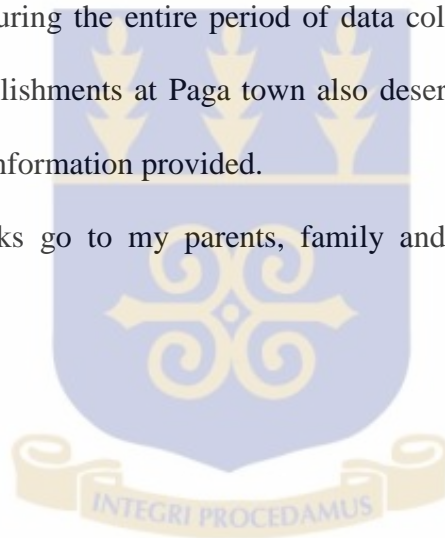 uring the entire period of data col
lishments at Paga town also deser
nformation provided.
ks go to my parents, family and
INTEGRI PROCEDAMUS